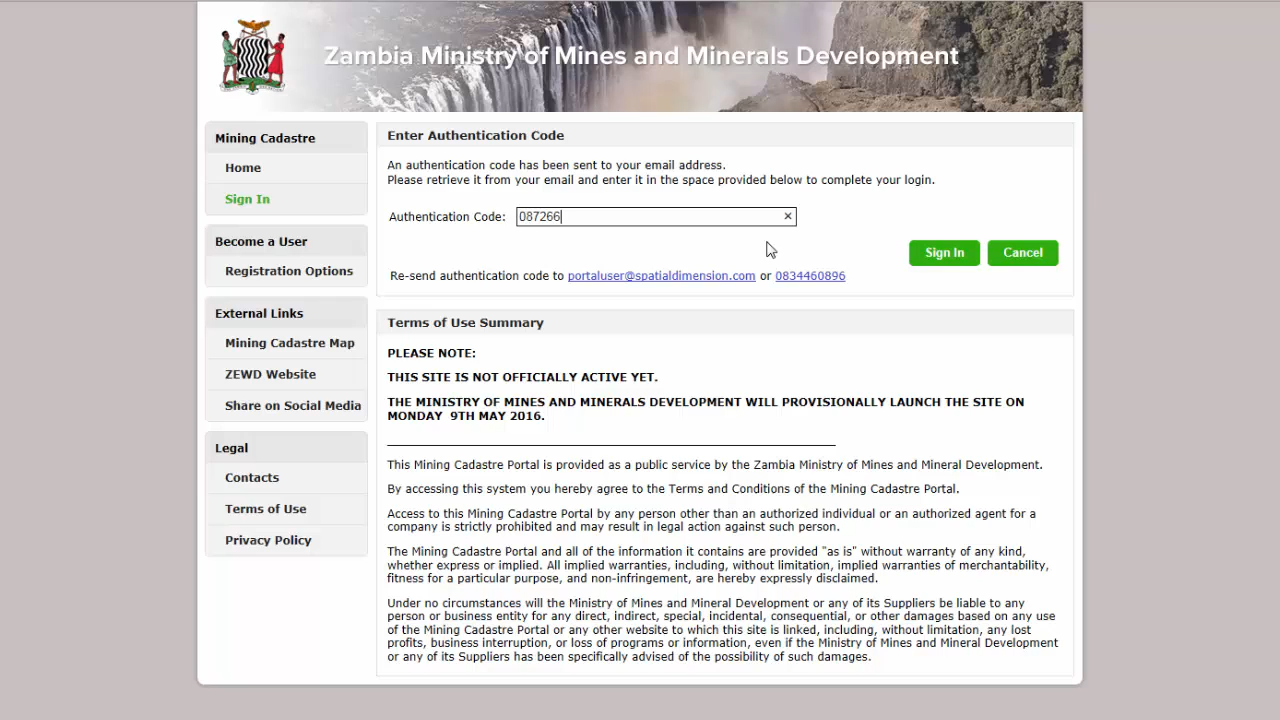 Zambia Ministry of Mines and Minerals Development
Mining Cadastre
Home
Sign In
Become a User
Registration Options
External Links
Mining Cadastre Map
ZEWD Website
Share on Social Media
Legal
Contacts
Terms of Use
Privacy Policy
Enter Authentication Code
An authentication code has been sent to your email address.
Please retrieve it from your email and enter it in the space provided below to complete your login.
Authentication Code: 087266
Sign In Cancel
Re-send authentication code to portaluser@spatialdimension.com or 0834460896
Terms of Use Summary
PLEASE NOTE:
THIS SITE IS NOT OFFICIALLY ACTIVE YET.
THE MINISTRY OF MINES AND MINERALS DEVELOPMENT WILL PROVISIONALLY LAUNCH THE SITE ON
MONDAY 9TH MAY 2016.
This Mining Cadastre Portal is provided as a public service by the Zambia Ministry of Mines and Mineral Development.
By accessing this system you hereby agree to the Terms and Conditions of the Mining Cadastre Portal.
Access to this Mining Cadastre Portal by any person other than an authorized individual or an authorized agent for a
company is strictly prohibited and may result in legal action against such person.
The Mining Cadastre Portal and all of the information it contains are provided "as is" without warranty of any kind,
whether express or implied. All implied warranties, including, without limitation, implied warranties of merchantability,
fitness for a particular purpose, and non-infringement, are hereby expressly disclaimed.
Under no circumstances will the Ministry of Mines and Mineral Development or any of its Suppliers be liable to any
person or business entity for any direct, indirect, special, incidental, consequential, or other damages based on any use
of the Mining Cadastre Portal or any other website to which this site is linked, including, without limitation, any lost
profits, business interruption, or loss of programs or information, even if the Ministry of Mines and Mineral Development
or any of its Suppliers has been specifically advised of the possibility of such damages.